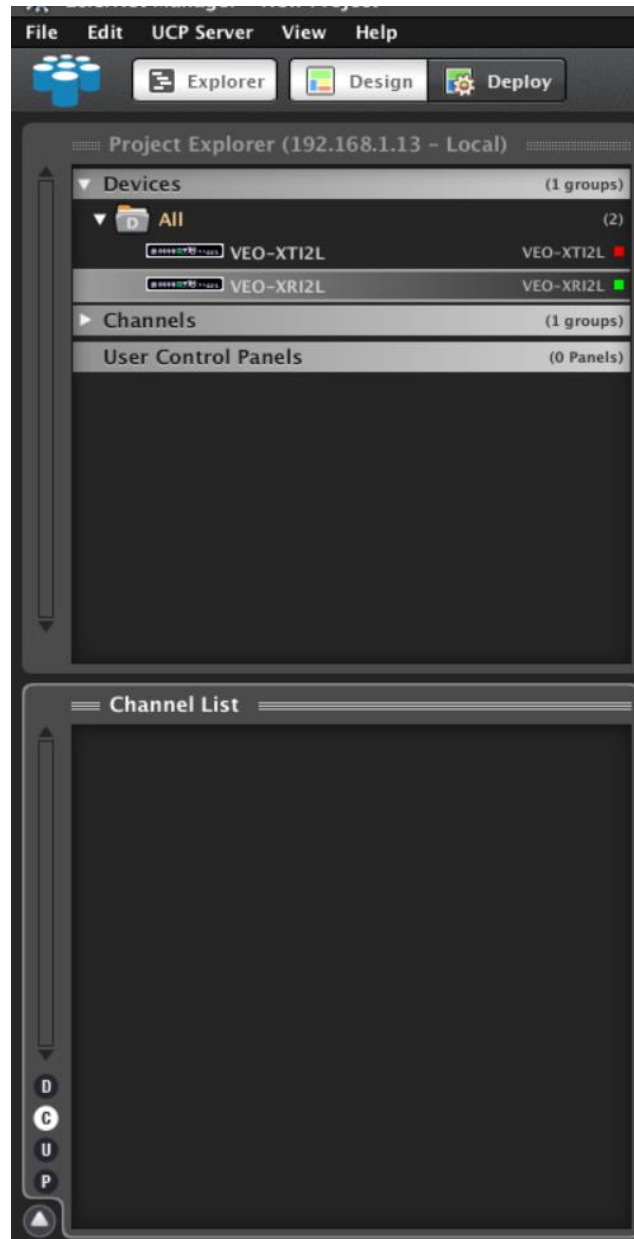 File Edit UCP Server View Help
Explorer Design Deploy
Project Explorer (192.168.1.13 – Local)
Devices (1 groups)
D All (2)
VEO-XTI2L VEO-XTI2L
VEO-XRI2L VEO-XRI2L
Channels (1 groups)
User Control Panels (0 Panels)
Channel List
D
C
U
P